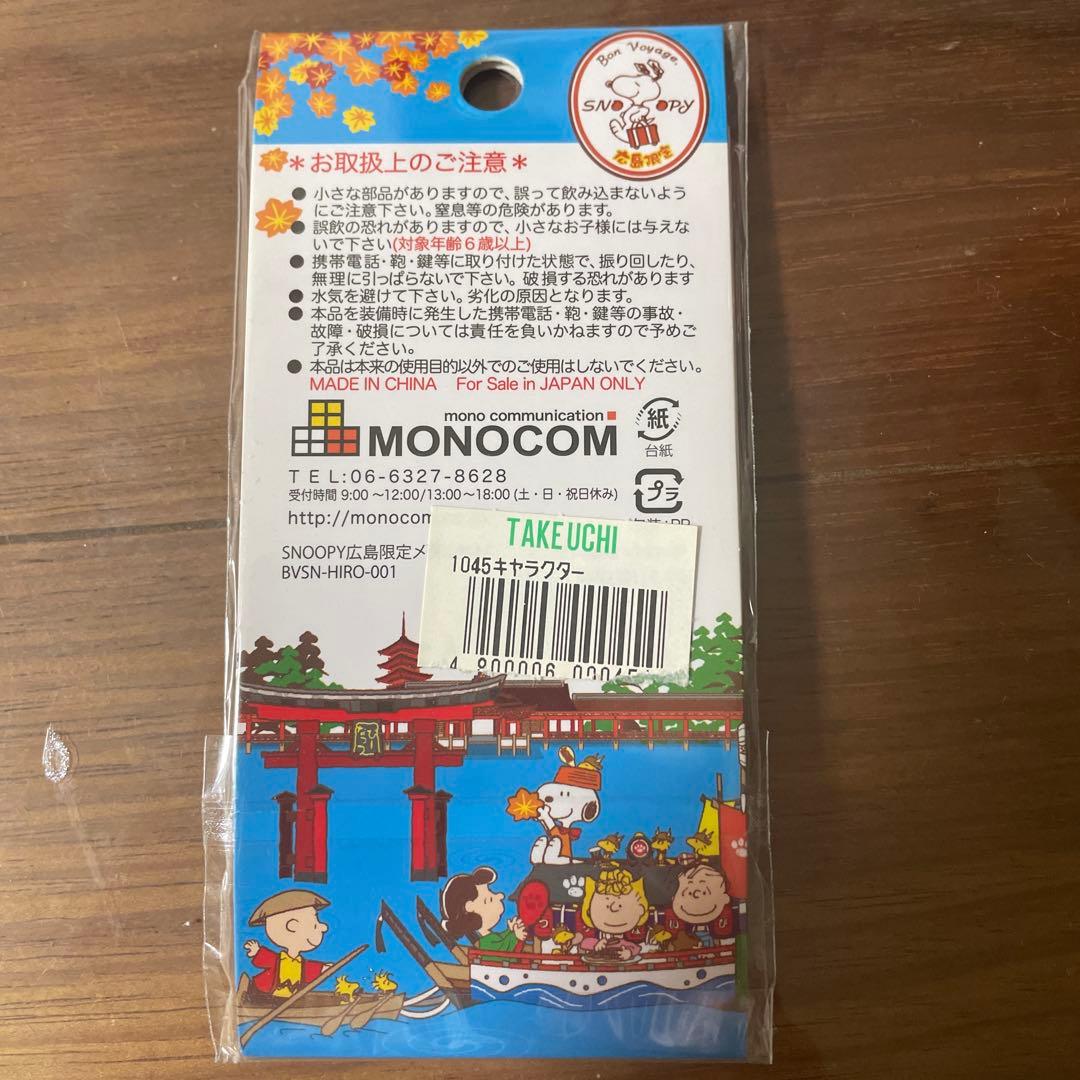 Bon Voyage.
SNOOPY
広島限定
＊お取扱上のご注意＊
● 小さな部品がありますので、誤って飲み込まないよう
にご注意下さい。窒息等の危険があります。
● 誤飲の恐れがありますので、小さなお子様には与えな
いで下さい(対象年齢６歳以上)
● 携帯電話・鞄・鍵等に取り付けた状態で、振り回したり、
無理に引っぱらないで下さい。破損する恐れがあります
● 水気を避けて下さい。劣化の原因となります。
● 本品を装備時に発生した携帯電話・鞄・鍵等の事故・
故障・破損については責任を負いかねますので予めご
了承ください。
● 本品は本来の使用目的以外でのご使用はしないでください。
MADE IN CHINA For Sale in JAPAN ONLY
mono communication
MONOCOM
紙
台紙
TEL:06-6327-8628
受付時間 9:00～12:00/13:00～18:00 (土・日・祝日休み)
プラ
http://monocom
SNOOPY広島限定メ
BVSN-HIRO-001
TAKEUCHI
1045キャラクター